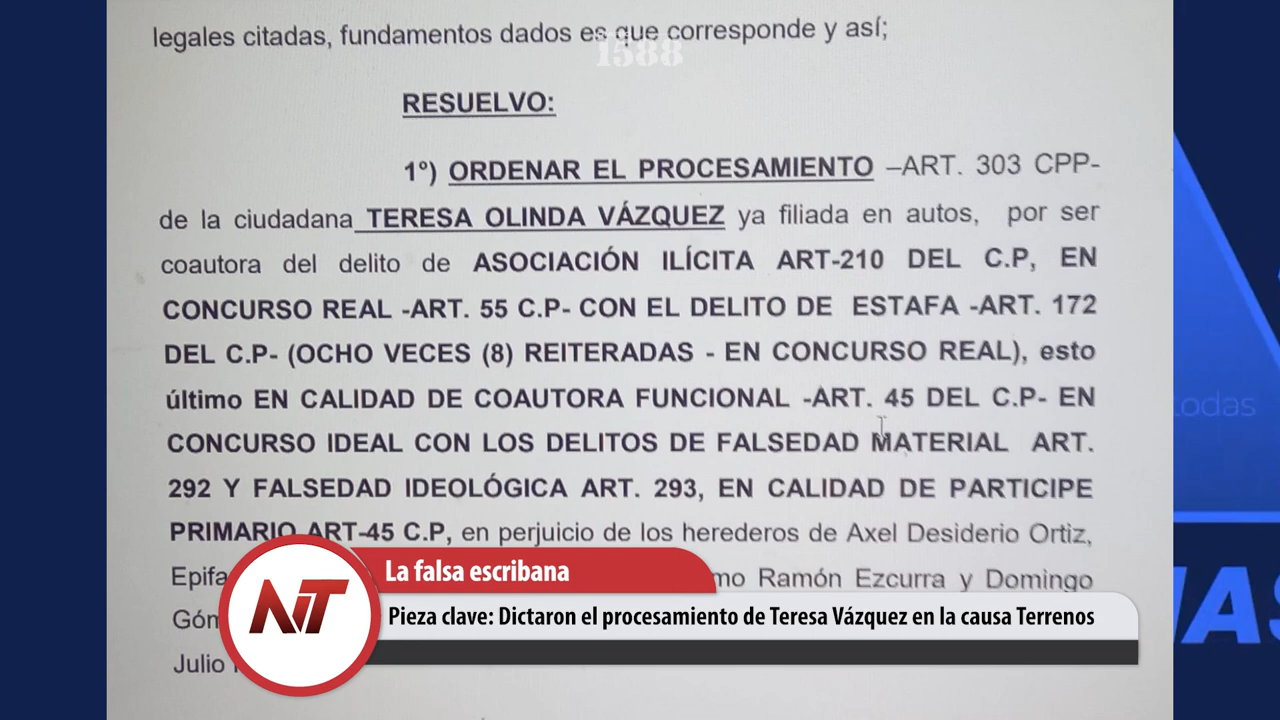 legales citadas, fundamentos dados es que corresponde y así;
1588
RESUELVO:
1°) ORDENAR EL PROCESAMIENTO –ART. 303 CPP-
de la ciudadana TERESA OLINDA VÁZQUEZ ya filiada en autos, por ser
coautora del delito de ASOCIACIÓN ILÍCITA ART-210 DEL C.P, EN
CONCURSO REAL -ART. 55 C.P- CON EL DELITO DE ESTAFA -ART. 172
DEL C.P- (OCHO VECES (8) REITERADAS - EN CONCURSO REAL), esto
último EN CALIDAD DE COAUTORA FUNCIONAL -ART. 45 DEL C.P- EN
CONCURSO IDEAL CON LOS DELITOS DE FALSEDAD MATERIAL ART.
292 Y FALSEDAD IDEOLÓGICA ART. 293, EN CALIDAD DE PARTICIPE
PRIMARIO ART-45 C.P, en perjuicio de los herederos de Axel Desiderio Ortiz,
Ramón Ezcurra y Domingo
Julio
todas
NT
La falsa escribana
Pieza clave: Dictaron el procesamiento de Teresa Vázquez en la causa Terrenos